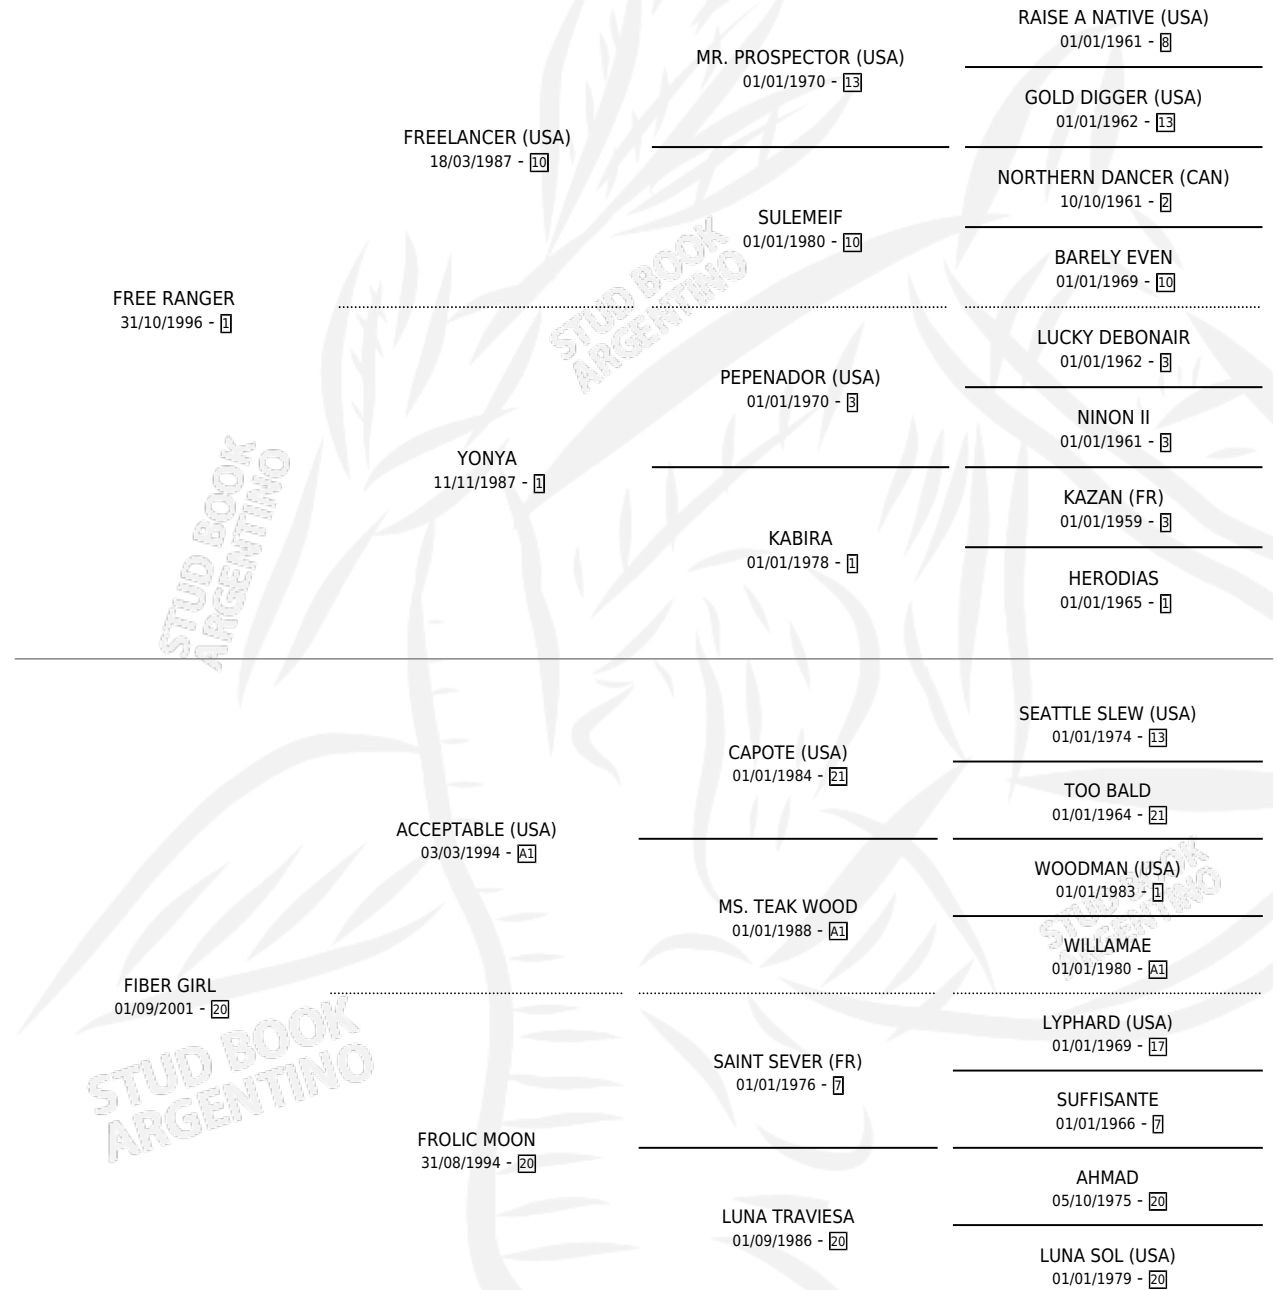 RAISE A NATIVE (USA)
01/01/1961 - 8
MR. PROSPECTOR (USA)
01/01/1970 - 13
GOLD DIGGER (USA)
01/01/1962 - 13
FREELANCER (USA)
18/03/1987 - 10
NORTHERN DANCER (CAN)
10/10/1961 - 2
SULEMEIF
01/01/1980 - 10
BARELY EVEN
01/01/1969 - 10
FREE RANGER
31/10/1996 - 1
LUCKY DEBONAIR
01/01/1962 - 3
PEPENADOR (USA)
01/01/1970 - 3
NINON II
01/01/1961 - 3
YONYA
11/11/1987 - 1
KAZAN (FR)
01/01/1959 - 3
KABIRA
01/01/1978 - 1
HERODIAS
01/01/1965 - 1
STUD BOOK
ARGENTINO
STUD BOOK
ARGENTINO
SEATTLE SLEW (USA)
01/01/1974 - 13
CAPOTE (USA)
01/01/1984 - 21
TOO BALD
01/01/1964 - 21
ACCEPTABLE (USA)
03/03/1994 - A1
WOODMAN (USA)
01/01/1983 - 1
MS. TEAK WOOD
01/01/1988 - A1
WILLAMAE
01/01/1980 - A1
FIBER GIRL
01/09/2001 - 20
LYPHARD (USA)
01/01/1969 - 17
SAINT SEVER (FR)
01/01/1976 - 7
SUFFISANTE
01/01/1966 - 7
FROLIC MOON
31/08/1994 - 20
AHMAD
05/10/1975 - 20
LUNA TRAVIESA
01/09/1986 - 20
LUNA SOL (USA)
01/01/1979 - 20
STUD BOOK
ARGENTINO
STUD BOOK
ARGENTINO